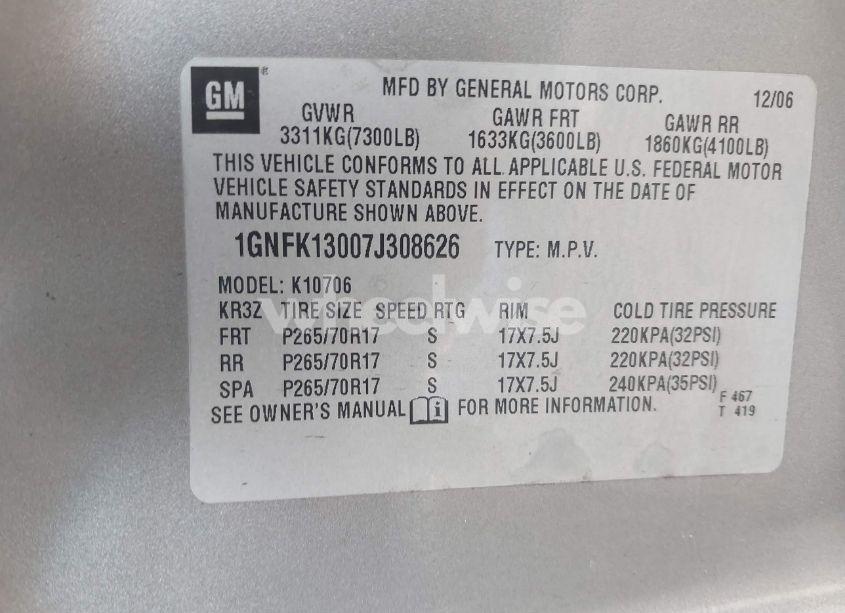 GM
MFD BY GENERAL MOTORS CORP. 12/06
GVWR GAWR FRT GAWR RR
3311KG(7300LB) 1633KG(3600LB) 1860KG(4100LB)
THIS VEHICLE CONFORMS TO ALL APPLICABLE U.S. FEDERAL MOTOR
VEHICLE SAFETY STANDARDS IN EFFECT ON THE DATE OF
MANUFACTURE SHOWN ABOVE.
1GNFK13007J308626 TYPE: M.P.V.
MODEL: K10706
KR3Z TIRE SIZE SPEED RTG RIM COLD TIRE PRESSURE
FRT P265/70R17 S 17X7.5J 220KPA(32PSI)
RR P265/70R17 S 17X7.5J 220KPA(32PSI)
SPA P265/70R17 S 17X7.5J 240KPA(35PSI)
SEE OWNER'S MANUAL i FOR MORE INFORMATION.
F 467
T 419